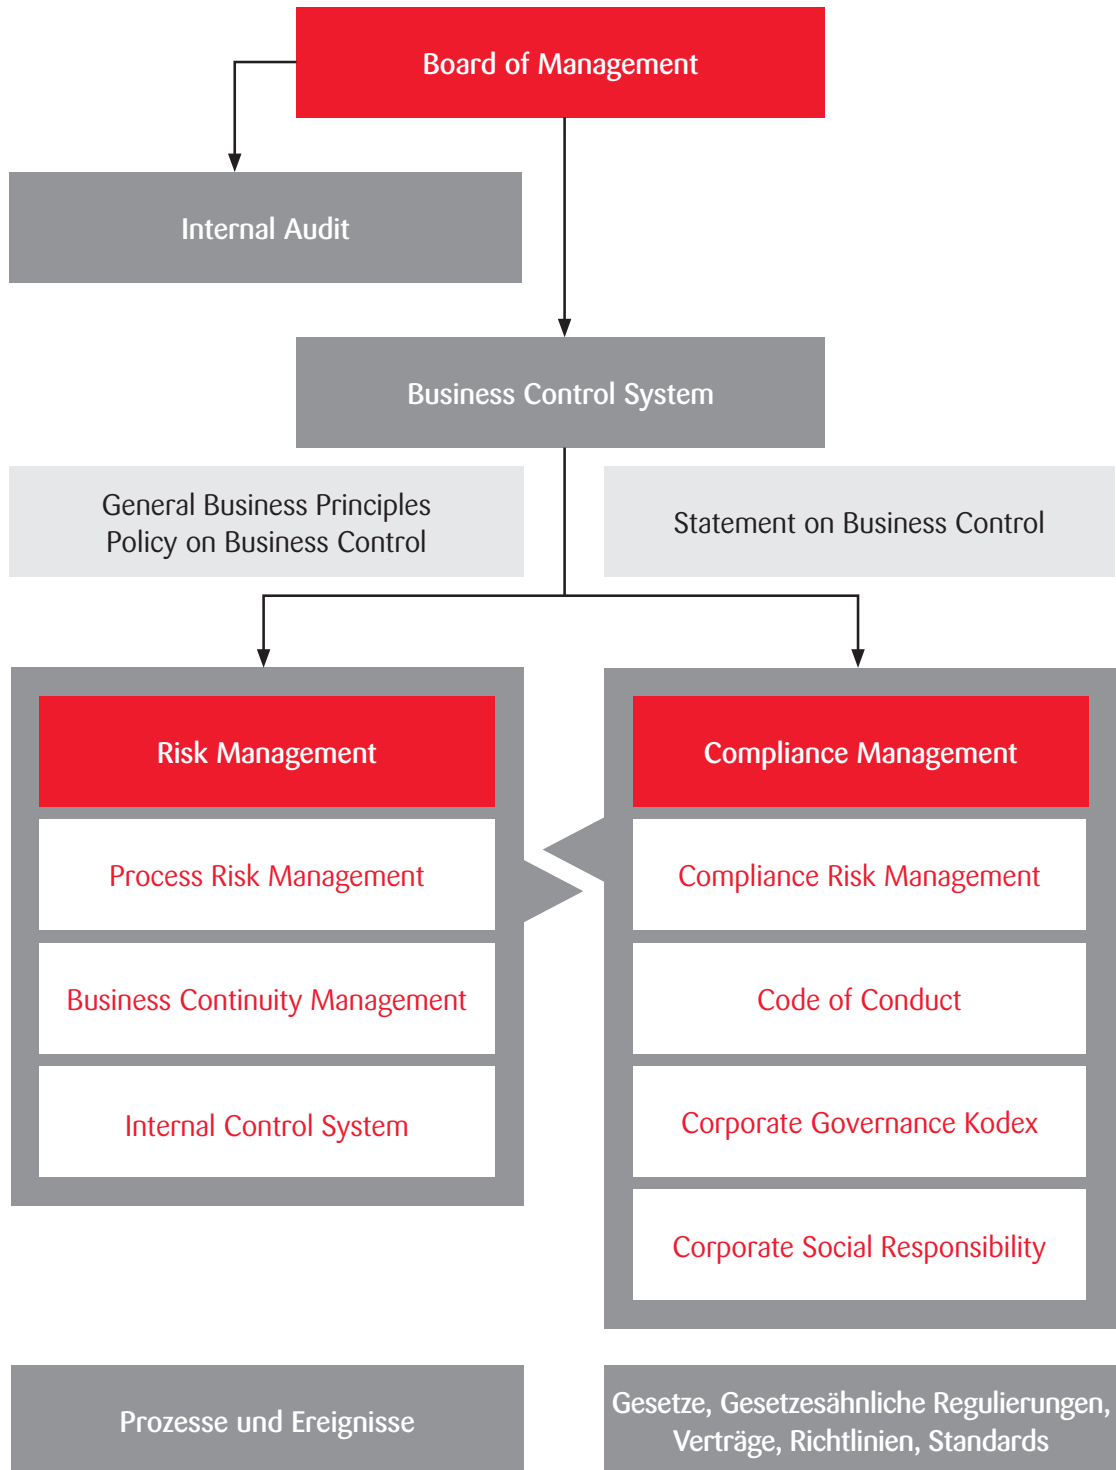 Board of Management
Internal Audit
Business Control System
General Business Principles
Policy on Business Control
Statement on Business Control
Risk Management
Process Risk Management
Business Continuity Management
Internal Control System
Compliance Management
Compliance Risk Management
Code of Conduct
Corporate Governance Kodex
Corporate Social Responsibility
Prozesse und Ereignisse
Gesetze, Gesetzesähnliche Regulierungen,
Verträge, Richtlinien, Standards